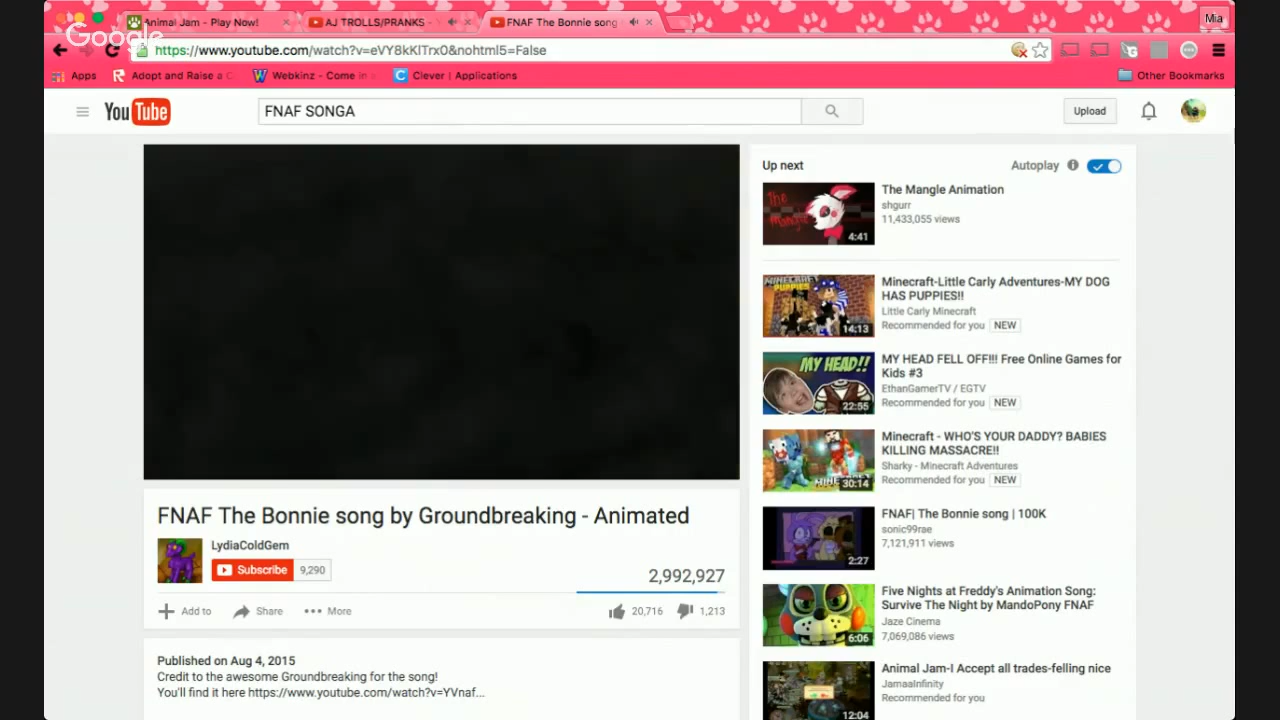 Animal Jam - Play Now!
AJ TROLLS/PRANKS -
FNAF The Bonnie song
Mia
Google
https://www.youtube.com/watch?v=eVY8kKlTrx0&nohtml5=False
Apps
Adopt and Raise a C
Webkinz - Come in a
Clever | Applications
Other Bookmarks
YouTube
FNAF SONGA
Upload
Up next
Autoplay
The Mangle Animation
shgurr
11,433,055 views
The Mangle
4:41
Minecraft-Little Carly Adventures-MY DOG
HAS PUPPIES!!
Little Carly Minecraft
Recommended for you NEW
MINECRAFT
PUPPIES
14:13
MY HEAD FELL OFF!!! Free Online Games for
Kids #3
EthanGamerTV / EGTV
Recommended for you NEW
MY HEAD!!
22:55
Minecraft - WHO'S YOUR DADDY? BABIES
KILLING MASSACRE!!
Sharky - Minecraft Adventures
Recommended for you NEW
30:14
FNAF| The Bonnie song | 100K
sonic99rae
7,121,911 views
2:27
Five Nights at Freddy's Animation Song:
Survive The Night by MandoPony FNAF
Jaze Cinema
7,069,086 views
6:06
Animal Jam-I Accept all trades-felling nice
JamaaInfinity
Recommended for you
12:04
FNAF The Bonnie song by Groundbreaking - Animated
LydiaColdGem
Subscribe 9,290
2,992,927
Add to
Share
More
20,716
1,213
Published on Aug 4, 2015
Credit to the awesome Groundbreaking for the song!
You'll find it here https://www.youtube.com/watch?v=YVnaf...